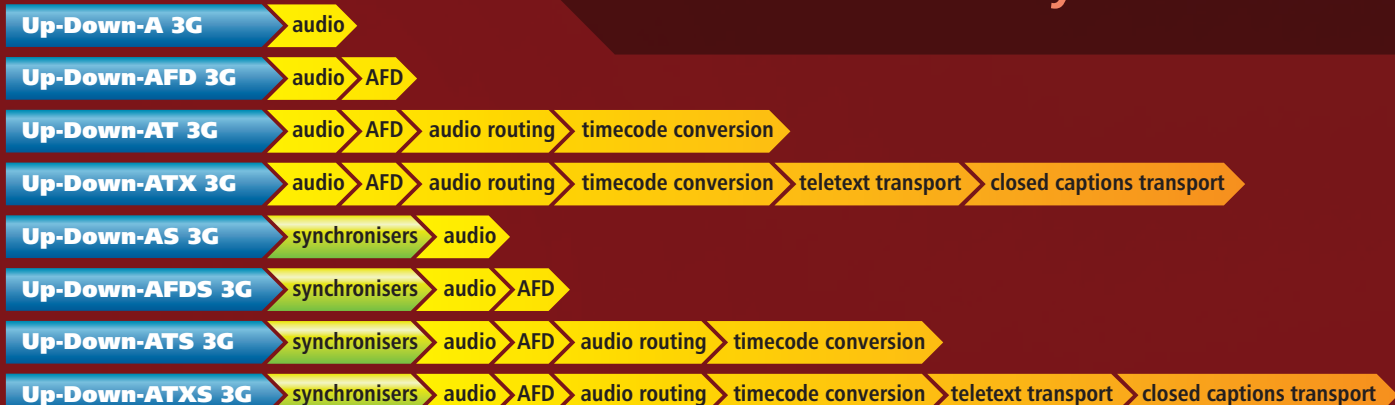 Up-Down-A 3G audio
Up-Down-AFD 3G audio AFD
Up-Down-AT 3G audio AFD audio routing timecode conversion
Up-Down-ATX 3G audio AFD audio routing timecode conversion teletext transport closed captions transport
Up-Down-AS 3G synchronisers audio
Up-Down-AFDS 3G synchronisers audio AFD
Up-Down-ATS 3G synchronisers audio AFD audio routing timecode conversion
Up-Down-ATXS 3G synchronisers audio AFD audio routing timecode conversion teletext transport closed captions transport